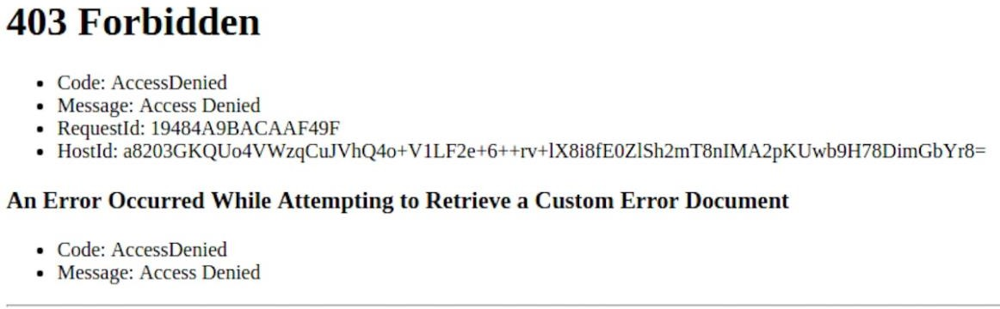 403 Forbidden
Code: AccessDenied
Message: Access Denied
RequestId: 19484A9BACAAF49F
HostId: a8203GKQUo4VWzqCuJVhQ4o+V1LF2e+6++rv+lX8i8fE0ZlSh2mT8nIMA2pKUwb9H78DimGbYr8=
An Error Occurred While Attempting to Retrieve a Custom Error Document
Code: AccessDenied
Message: Access Denied